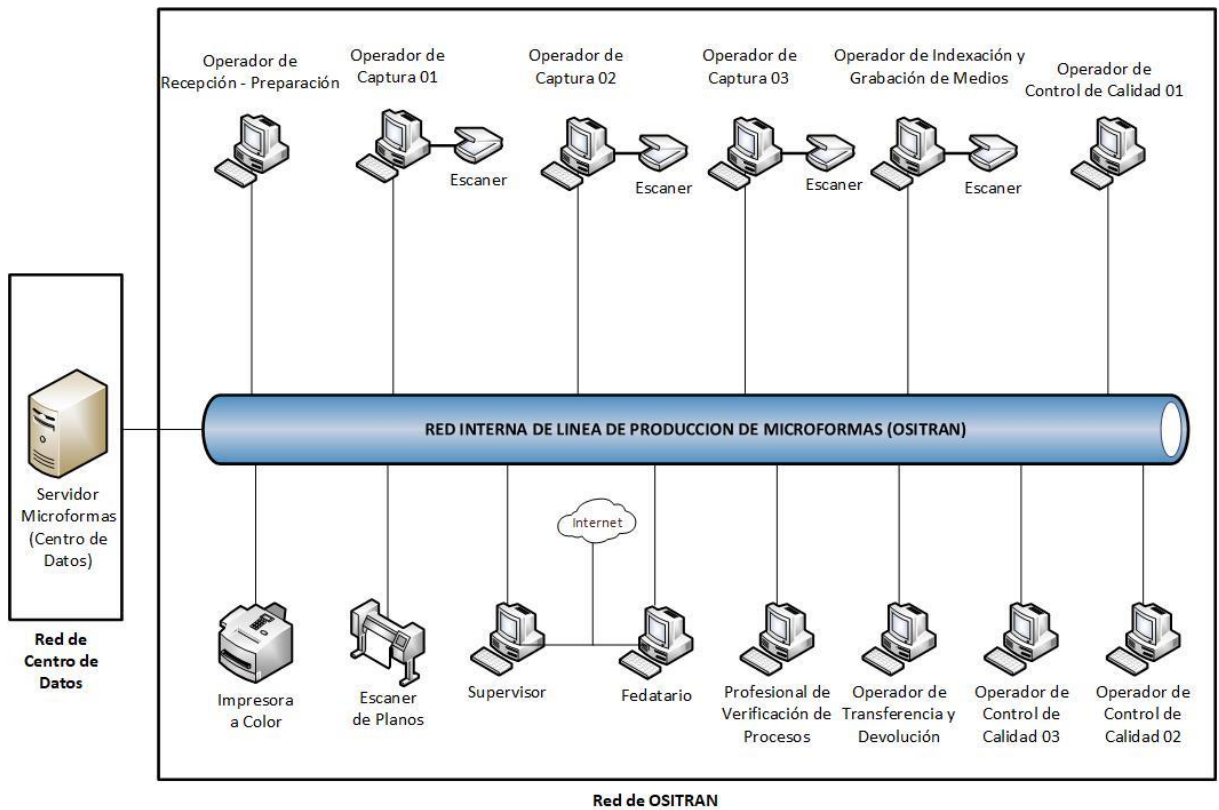 Operador de
Recepción - Preparación
Operador de
Captura 01
Operador de
Captura 02
Operador de
Captura 03
Operador de Indexación y
Grabación de Medios
Operador de
Control de Calidad 01
Escaner
Escaner
Escaner
Escaner
RED INTERNA DE LINEA DE PRODUCCION DE MICROFORMAS (OSITRAN)
Servidor
Microformas
(Centro de
Datos)
Red de
Centro de
Datos
Internet
Impresora
a Color
Escaner
de Planos
Supervisor
Fedatario
Profesional de
Verificación de
Procesos
Operador de
Transferencia y
Devolución
Operador de
Control de
Calidad 03
Operador de
Control de
Calidad 02
Red de OSITRAN